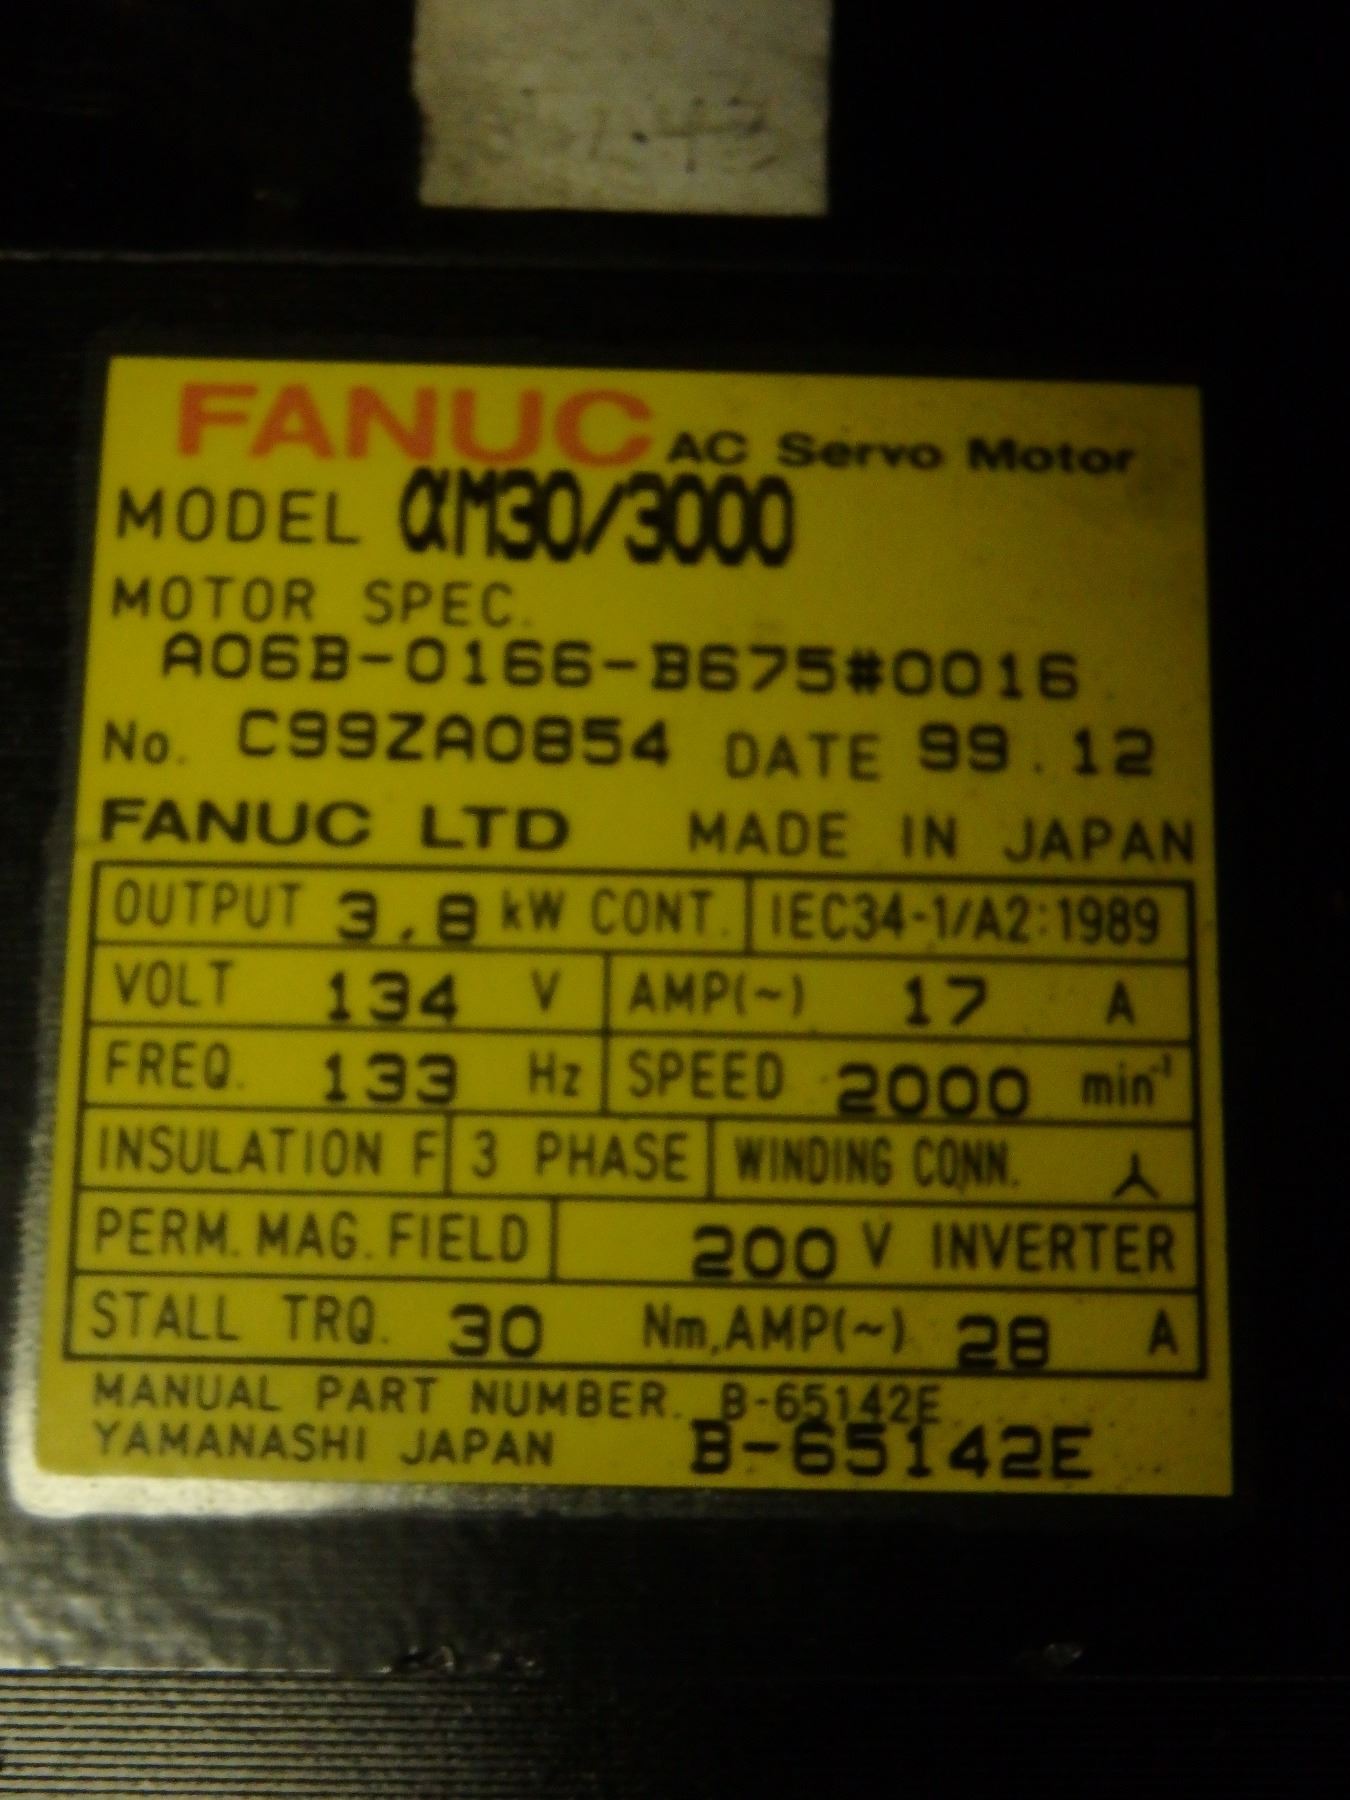 FANUC AC Servo Motor
MODEL αM30/3000
MOTOR SPEC.
A06B-0166-B675#0016
No. C99ZA0854 DATE 99.12
FANUC LTD MADE IN JAPAN
OUTPUT 3.8 kW CONT. IEC34-1/A2:1989
VOLT 134 V AMP(~) 17 A
FREQ. 133 Hz SPEED 2000 min⁻¹
INSULATION F 3 PHASE WINDING CONN.
PERM. MAG. FIELD 200 V INVERTER
STALL TRQ. 30 Nm, AMP(~) 28 A
MANUAL PART NUMBER. B-65142E
YAMANASHI JAPAN B-65142E